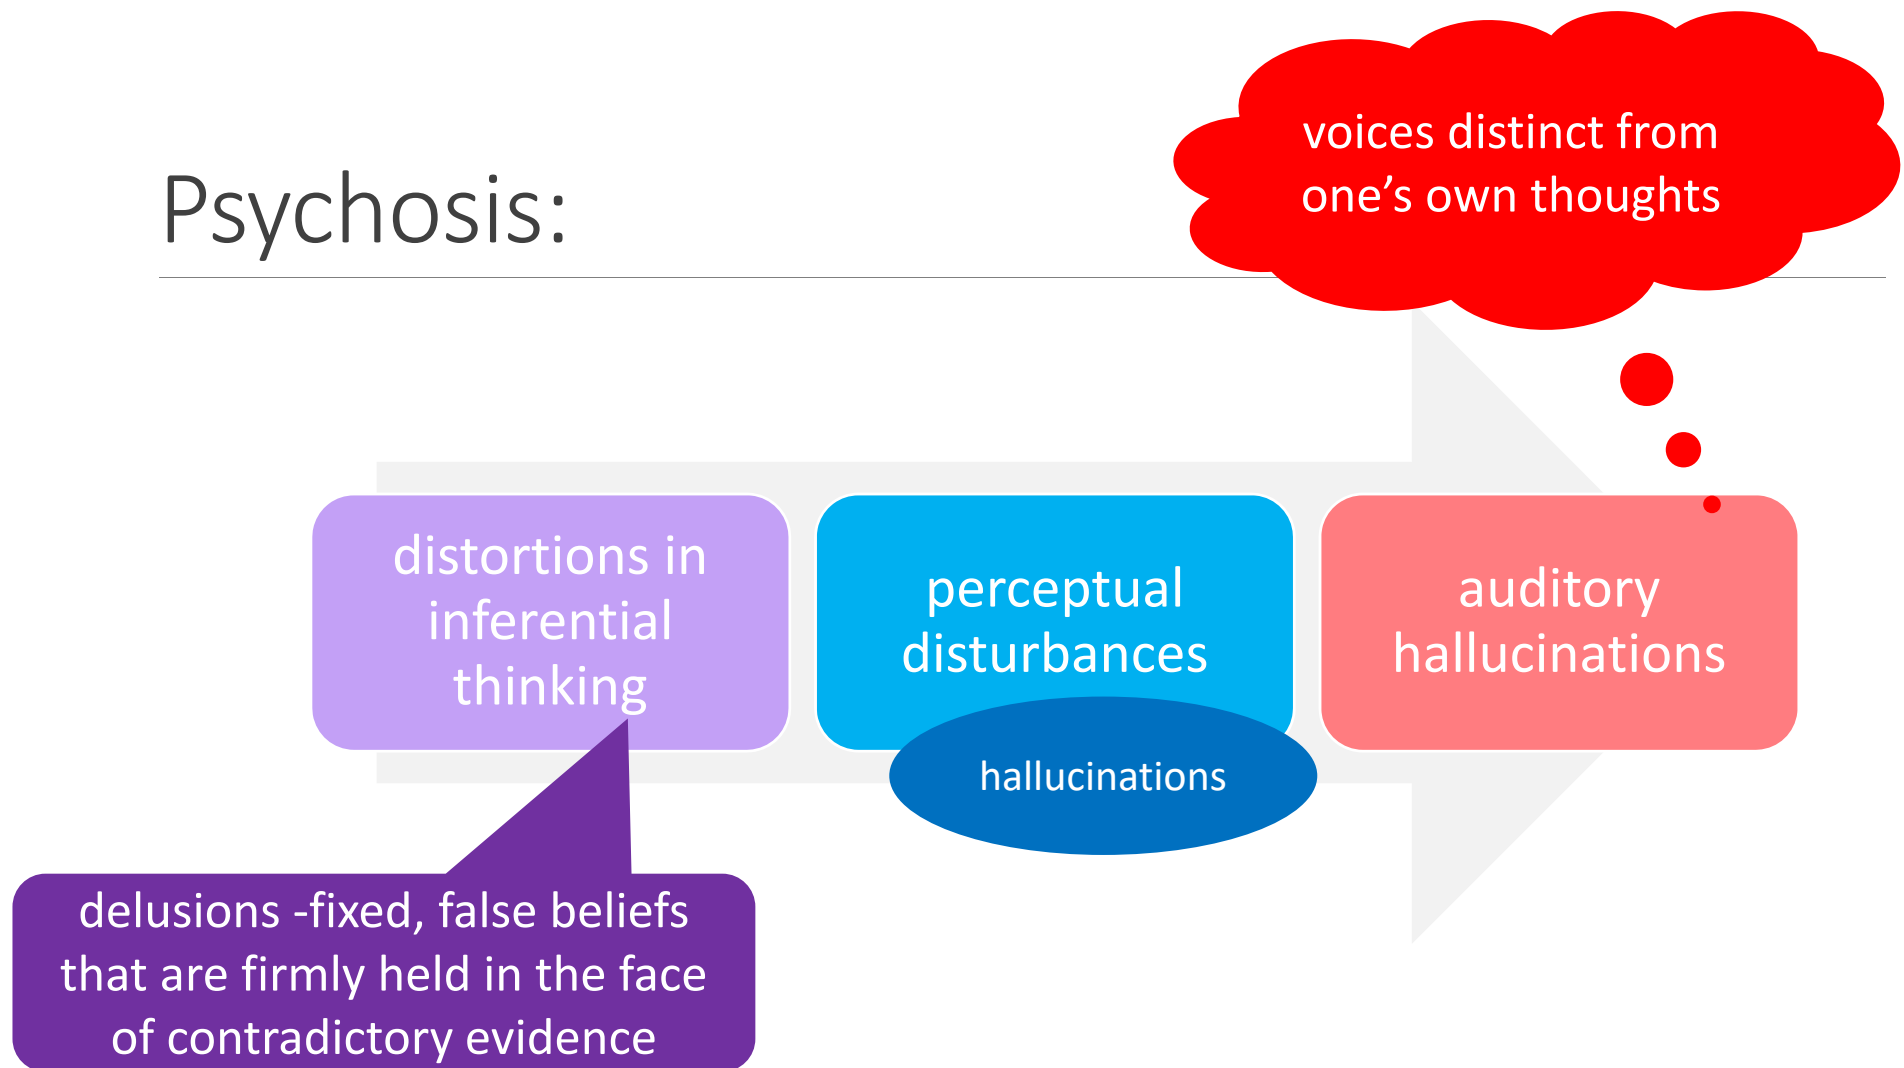 Psychosis:
voices distinct from
one’s own thoughts
distortions in
inferential
thinking
perceptual
disturbances
auditory
hallucinations
hallucinations
delusions -fixed, false beliefs
that are firmly held in the face
of contradictory evidence